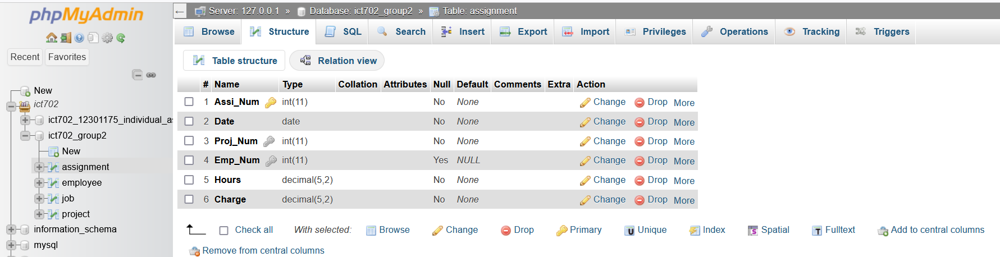 phpMyAdmin
Recent Favorites
New
ict702
ict702_12301175_individual_as
ict702_group2
New
assignment
employee
job
project
information_schema
mysql
← Server: 127.0.0.1 » Database: ict702_group2 » Table: assignment
Browse Structure SQL Search Insert Export Import Privileges Operations Tracking Triggers
Table structure Relation view
# Name Type Collation Attributes Null Default Comments Extra Action
1 Assi_Num int(11) No None Change Drop More
2 Date date No None Change Drop More
3 Proj_Num int(11) No None Change Drop More
4 Emp_Num int(11) Yes NULL Change Drop More
5 Hours decimal(5,2) No None Change Drop More
6 Charge decimal(5,2) No None Change Drop More
Check all With selected: Browse Change Drop Primary U Unique Index S Spatial T Fulltext Add to central columns
Remove from central columns